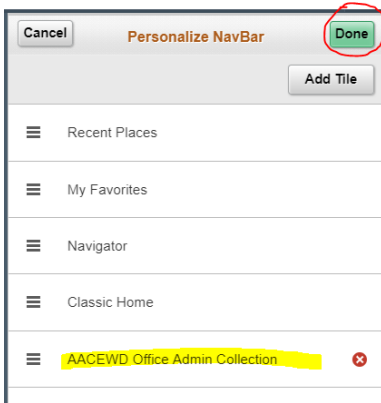 Cancel Personalize NavBar Done
Add Tile
Recent Places
My Favorites
Navigator
Classic Home
AACEWD Office Admin Collection